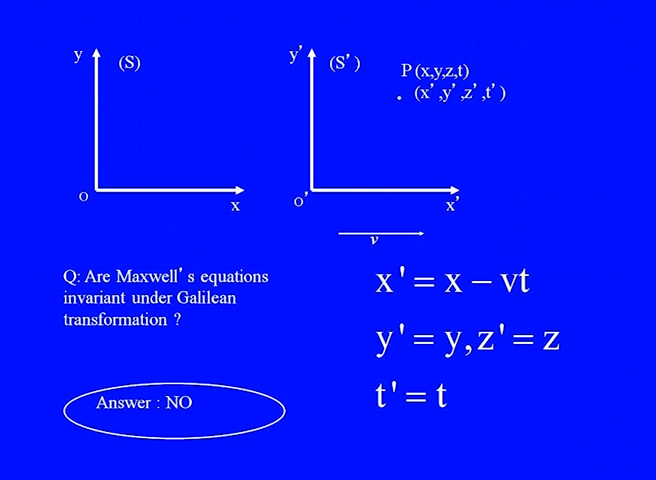 y
(S)
o
x
y'
(S')
o'
x'
P(x,y,z,t)
. (x',y',z',t')
v
Q: Are Maxwell's equations
invariant under Galilean
transformation ?
Answer : NO
x' = x − vt
y' = y, z' = z
t' = t